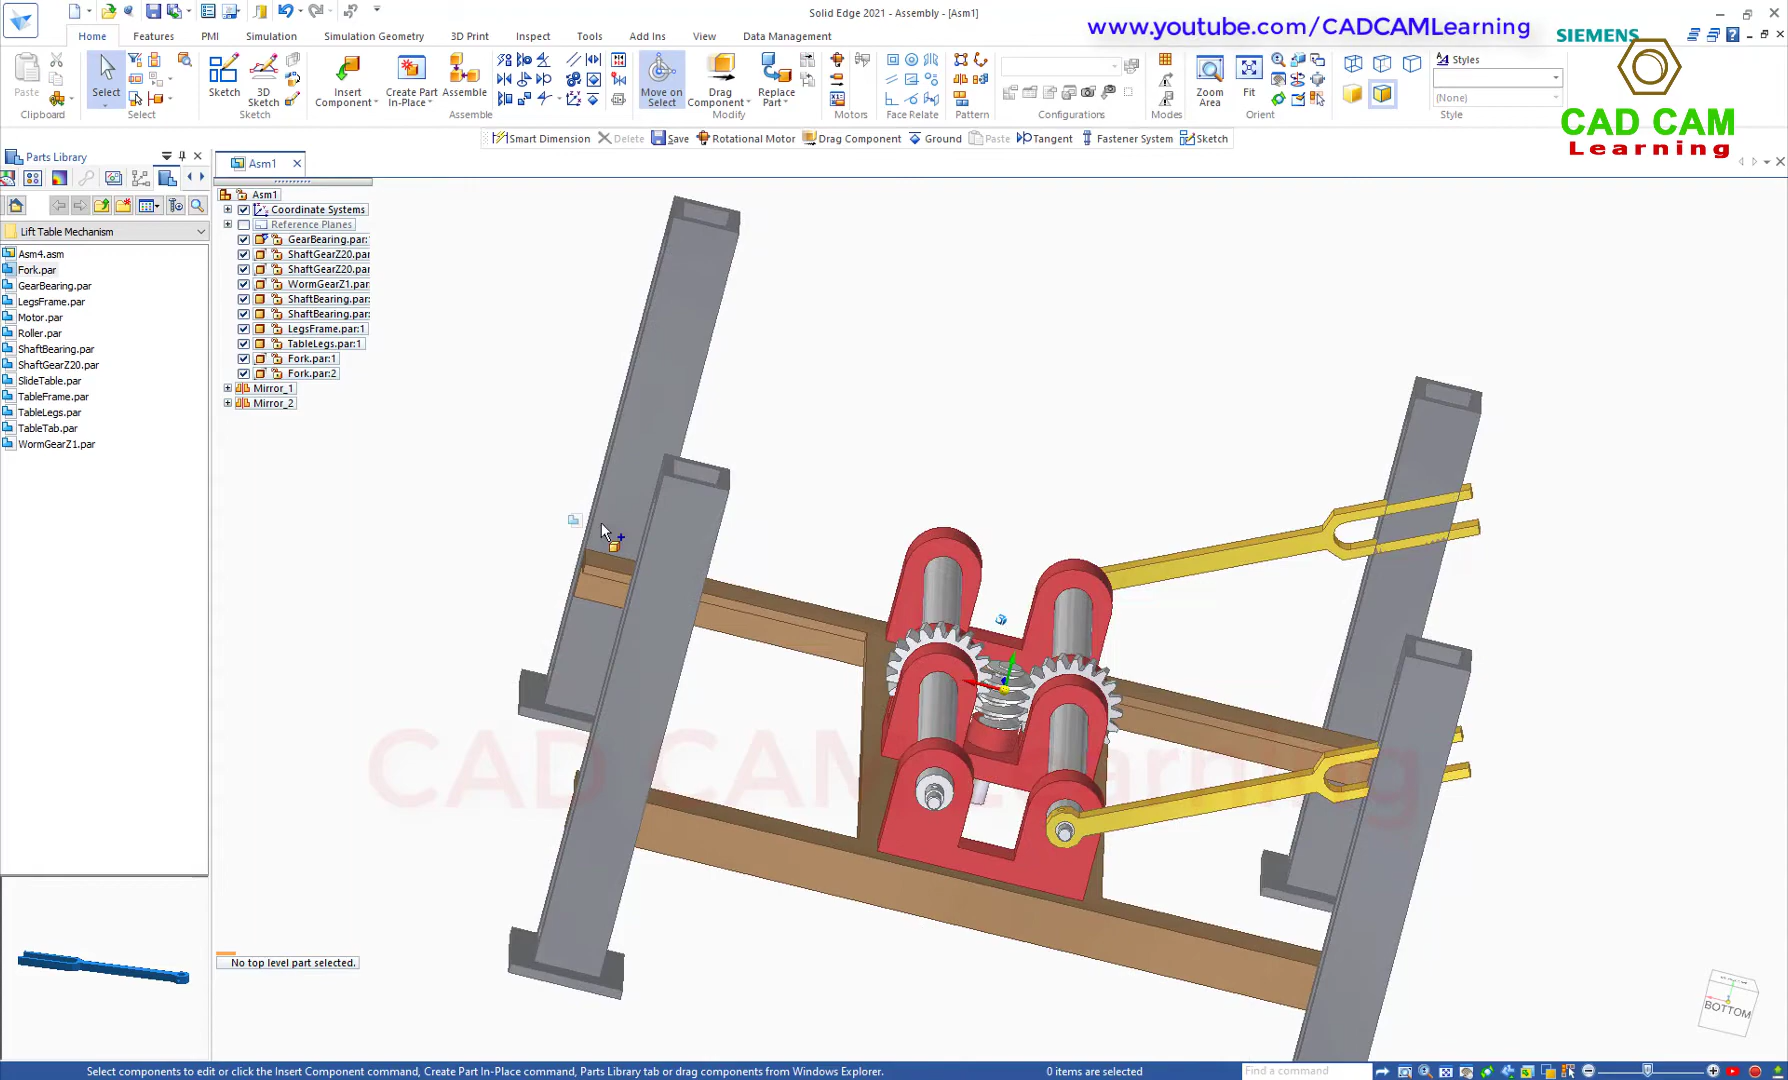 Solid Edge 2021 - Assembly - [Asm1]
www.youtube.com/CADCAMLearning
SIEMENS
Home
Features
PMI
Simulation
Simulation Geometry
3D Print
Inspect
Tools
Add Ins
View
Data Management
Paste
Select
Sketch
3D
Sketch
Insert
Component
Create Part
In-Place
Assemble
Move on
Select
Drag
Component
Replace
Part
Zoom
Area
Fit
Styles
(None)
Clipboard
Select
Sketch
Assemble
Modify
Motors
Face Relate
Pattern
Configurations
Modes
Orient
Style
CAD CAM
Learning
Smart Dimension
Delete
Save
Rotational Motor
Drag Component
Ground
Paste
Tangent
Fastener System
Sketch
Parts Library
Asm1
Lift Table Mechanism
Asm4.asm
Fork.par
GearBearing.par
LegsFrame.par
Motor.par
Roller.par
ShaftBearing.par
ShaftGearZ20.par
SlideTable.par
TableFrame.par
TableLegs.par
TableTab.par
WormGearZ1.par
Asm1
Coordinate Systems
Reference Planes
GearBearing.par:
ShaftGearZ20.par
ShaftGearZ20.par
WormGearZ1.par
ShaftBearing.par:
ShaftBearing.par:
LegsFrame.par:1
TableLegs.par:1
Fork.par:1
Fork.par:2
Mirror_1
Mirror_2
CAD CAM Learning
No top level part selected.
BOTTOM
Select components to edit or click the Insert Component command, Create Part In-Place command, Parts Library tab or drag components from Windows Explorer.
0 items are selected
Find a command